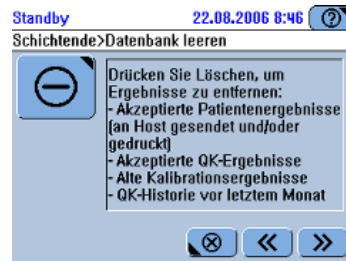 Standby 22.08.2006 8:46 ?
Schichtende>Datenbank leeren
Drücken Sie Löschen, um
Ergebnisse zu entfernen:
- Akzeptierte Patientenergebnisse
(an Host gesendet und/oder
gedruckt)
- Akzeptierte QK-Ergebnisse
- Alte Kalibrationsergebnisse
- QK-Historie vor letztem Monat